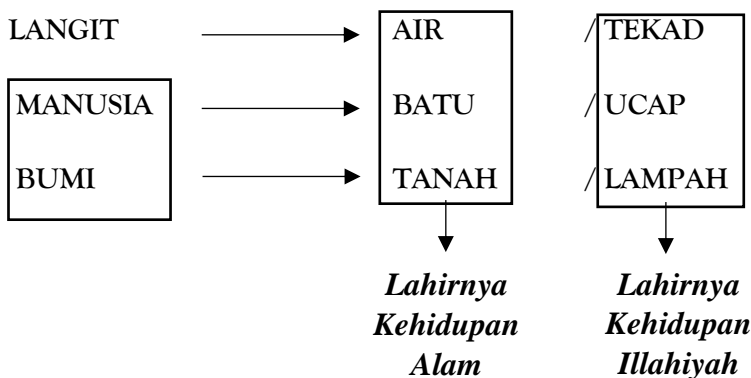 LANGIT AIR / TEKAD
MANUSIA BATU / UCAP
BUMI TANAH / LAMPAH
Lahirnya Lahirnya
Kehidupan Kehidupan
Alam Illahiyah